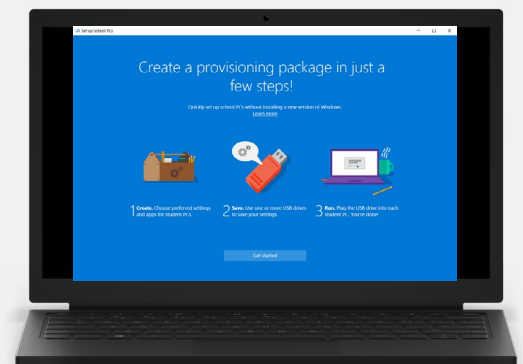 Set up School PCs
Create a provisioning package in just a
few steps!
Quickly set up school PCs without installing a new version of Windows
Learn more
1 Create. Choose preferred settings
and apps for student PCs.
2 Save. Use one or more USB drives
to save your settings.
3 Run. Plug the USB drive into each
student PC. You're done!
Get started